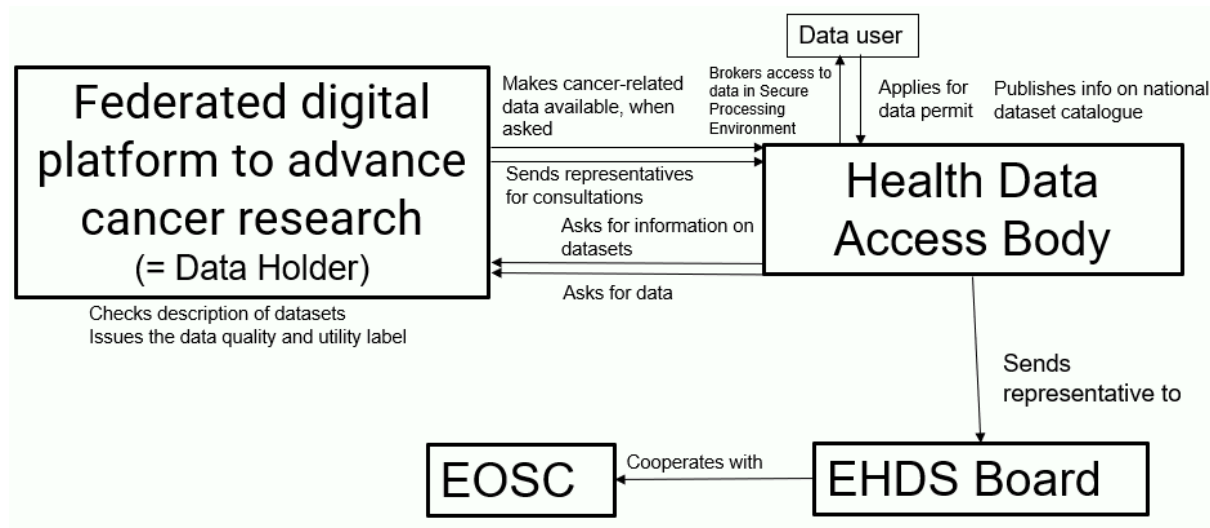 Data user
Federated digital
platform to advance
cancer research
(= Data Holder)
Checks description of datasets
Issues the data quality and utility label
Makes cancer-related
data available, when
asked
Sends representatives
for consultations
Asks for information on
datasets
Asks for data
Brokers access to
data in Secure
Processing
Environment
Applies for
data permit
Publishes info on national
dataset catalogue
Health Data
Access Body
Sends
representative to
EOSC
Cooperates with
EHDS Board